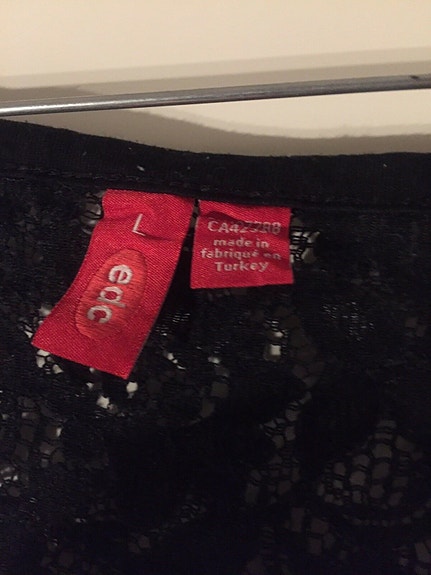 L
edc
made in
fabriqué en
Turkey